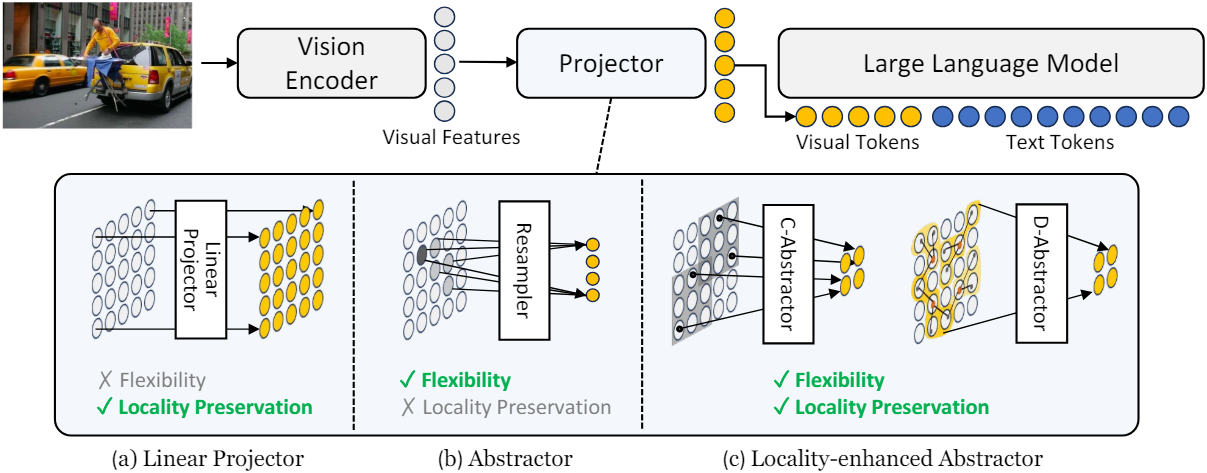 Vision
Encoder
Projector
Large Language Model
Visual Features
Visual Tokens
Text Tokens
Linear
Projector
Resampler
C-Abstractor
D-Abstractor
✗ Flexibility
✓ Locality Preservation
✓ Flexibility
✗ Locality Preservation
✓ Flexibility
✓ Locality Preservation
(a) Linear Projector
(b) Abstractor
(c) Locality-enhanced Abstractor